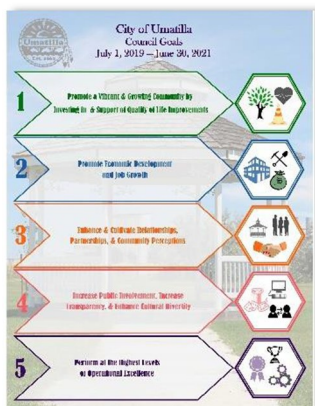 Umatilla
City of Umatilla
Council Goals
July 1, 2019 – June 30, 2021
1
Promote a Vibrant & Growing Community by
Investing in & Support of Quality of Life Improvements
2
Promote Economic Development
and Job Growth
3
Enhance & Cultivate Relationships,
Partnerships, & Community Perceptions
4
Increase Public Involvement, Increase
Transparency, & Enhance Cultural Diversity
5
Perform at the Highest Levels
of Operational Excellence